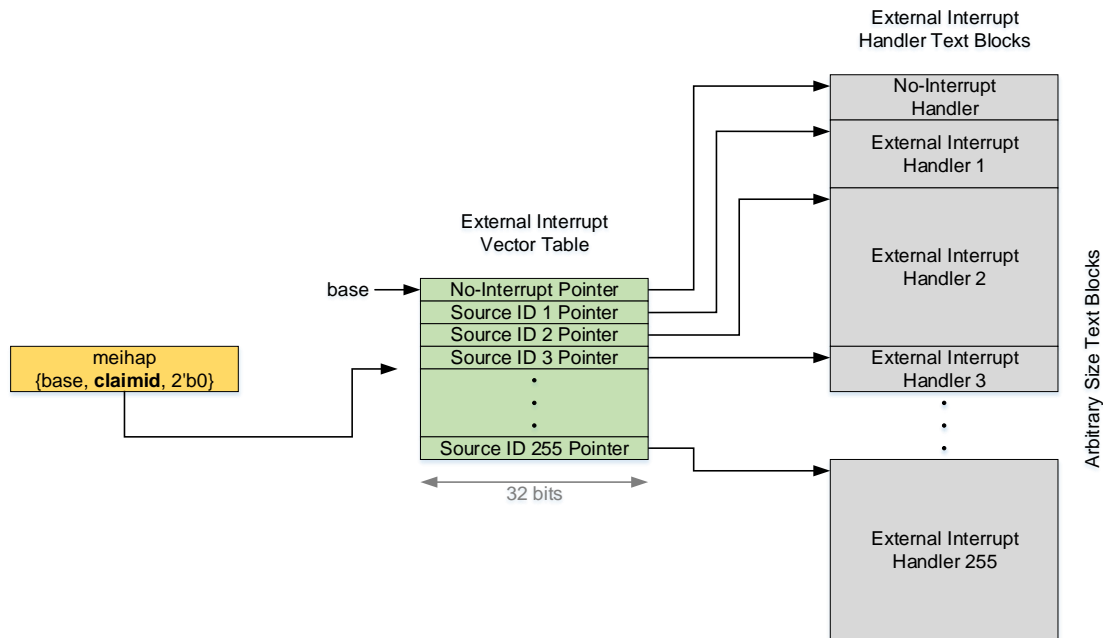 External Interrupt
Handler Text Blocks
No-Interrupt
Handler
External Interrupt
Handler 1
External Interrupt
Handler 2
External Interrupt
Handler 3
External Interrupt
Handler 255
Arbitrary Size Text Blocks
External Interrupt
Vector Table
base
No-Interrupt Pointer
Source ID 1 Pointer
Source ID 2 Pointer
Source ID 3 Pointer
Source ID 255 Pointer
32 bits
meihap
{base, claimid, 2'b0}